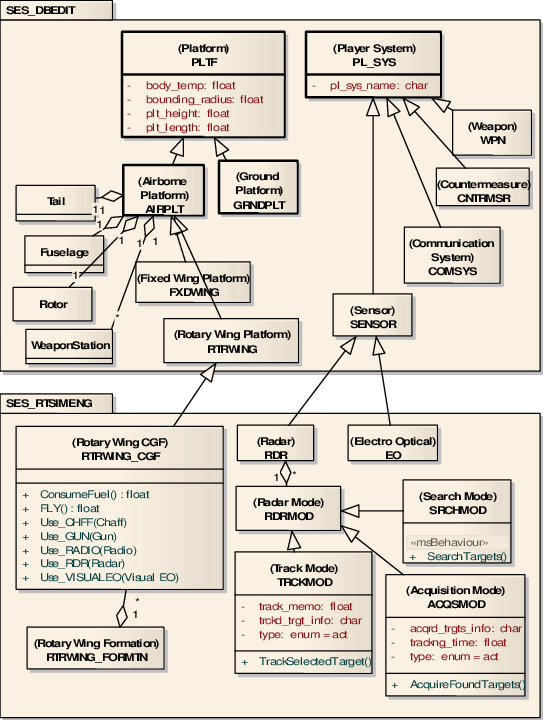 SES_DBEDIT
(Platform)
PLTF
- body_temp: float
- bounding_radius: float
- plt_height: float
- plt_length: float
(Player System)
PL_SYS
- pl_sys_name: char
(Weapon)
WPN
(Countermeasure)
CNTRMSR
(Communication
System)
COMSYS
(Airborne
Platform)
AIRPLT
(Ground
Platform)
GRNDPLT
Tail
1
1
Fuselage
1
1
Rotor
1
1
WeaponStation
*
1
(Fixed Wing Platform)
FXDWING
(Rotary Wing Platform)
RTRWING
(Sensor)
SENSOR
SES_RTSIMENG
(Rotary Wing CGF)
RTRWING_CGF
+ ConsumeFuel() : float
+ FLY() : float
+ Use_CHFF(Chaff)
+ Use_GUN(Gun)
+ Use_RADIO(Radio)
+ Use_RDR(Radar)
+ Use_VISUALEO(Visual EO)
*
1
(Rotary Wing Formation)
RTRWING_FORMTN
(Radar)
RDR
1
*
(Electro Optical)
EO
(Radar Mode)
RDRMOD
(Search Mode)
SRCHMOD
«msBehaviour»
+ SearchTargets()
(Track Mode)
TRCKMOD
- track_memo: float
- trckd_trgt_info: char
- type: enum = act
+ TrackSelectedTarget()
(Acquisition Mode)
ACQSMOD
- acqrd_trgts_info: char
- trackng_time: float
- type: enum = act
+ AcquireFoundTargets()